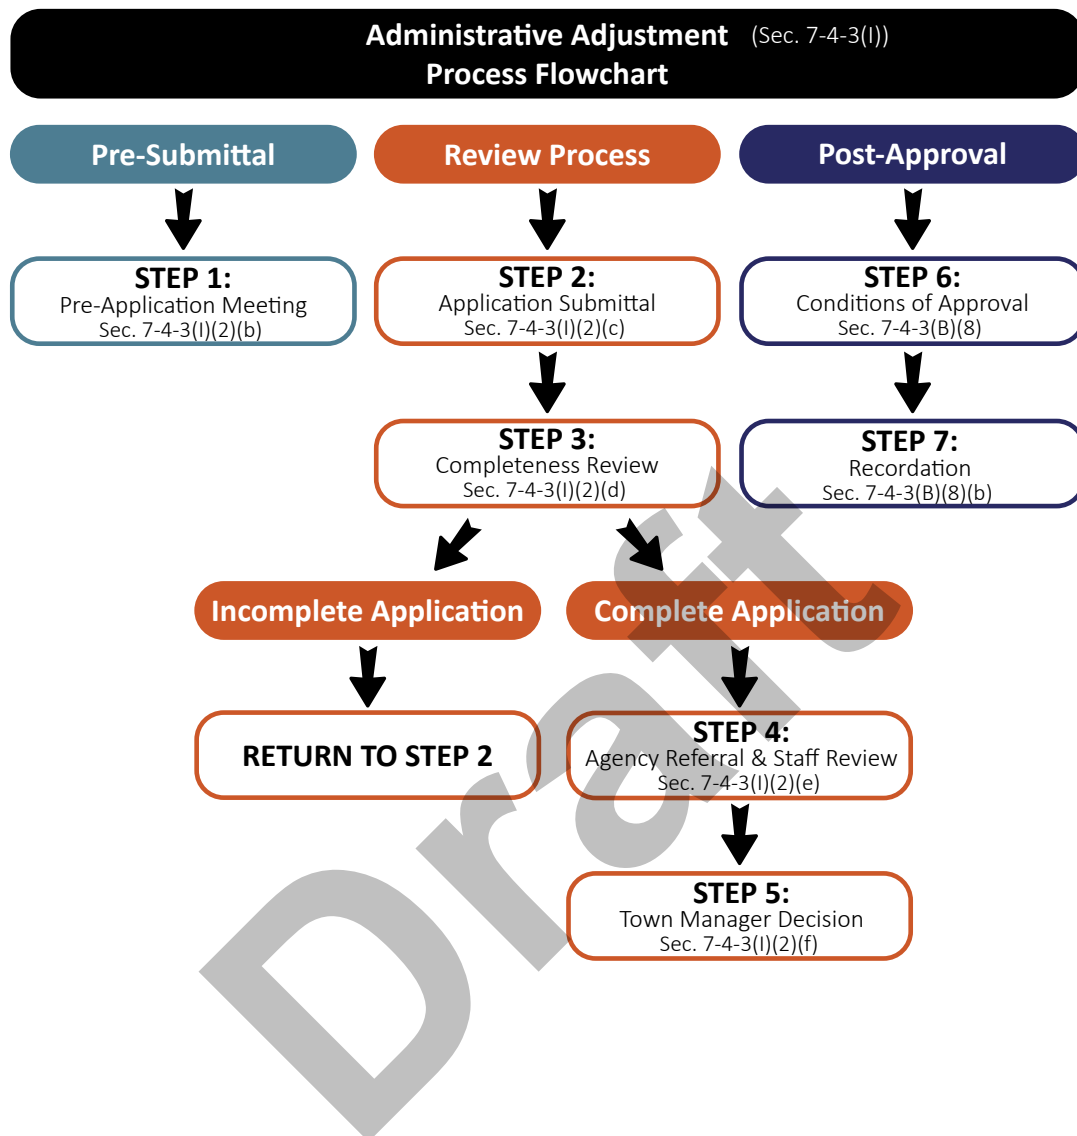 Administrative Adjustment (Sec. 7-4-3(I))
Process Flowchart
Pre-Submittal
STEP 1:
Pre-Application Meeting
Sec. 7-4-3(I)(2)(b)
Review Process
STEP 2:
Application Submittal
Sec. 7-4-3(I)(2)(c)
STEP 3:
Completeness Review
Sec. 7-4-3(I)(2)(d)
Incomplete Application
RETURN TO STEP 2
Complete Application
STEP 4:
Agency Referral & Staff Review
Sec. 7-4-3(I)(2)(e)
STEP 5:
Town Manager Decision
Sec. 7-4-3(I)(2)(f)
Post-Approval
STEP 6:
Conditions of Approval
Sec. 7-4-3(B)(8)
STEP 7:
Recordation
Sec. 7-4-3(B)(8)(b)
Draft